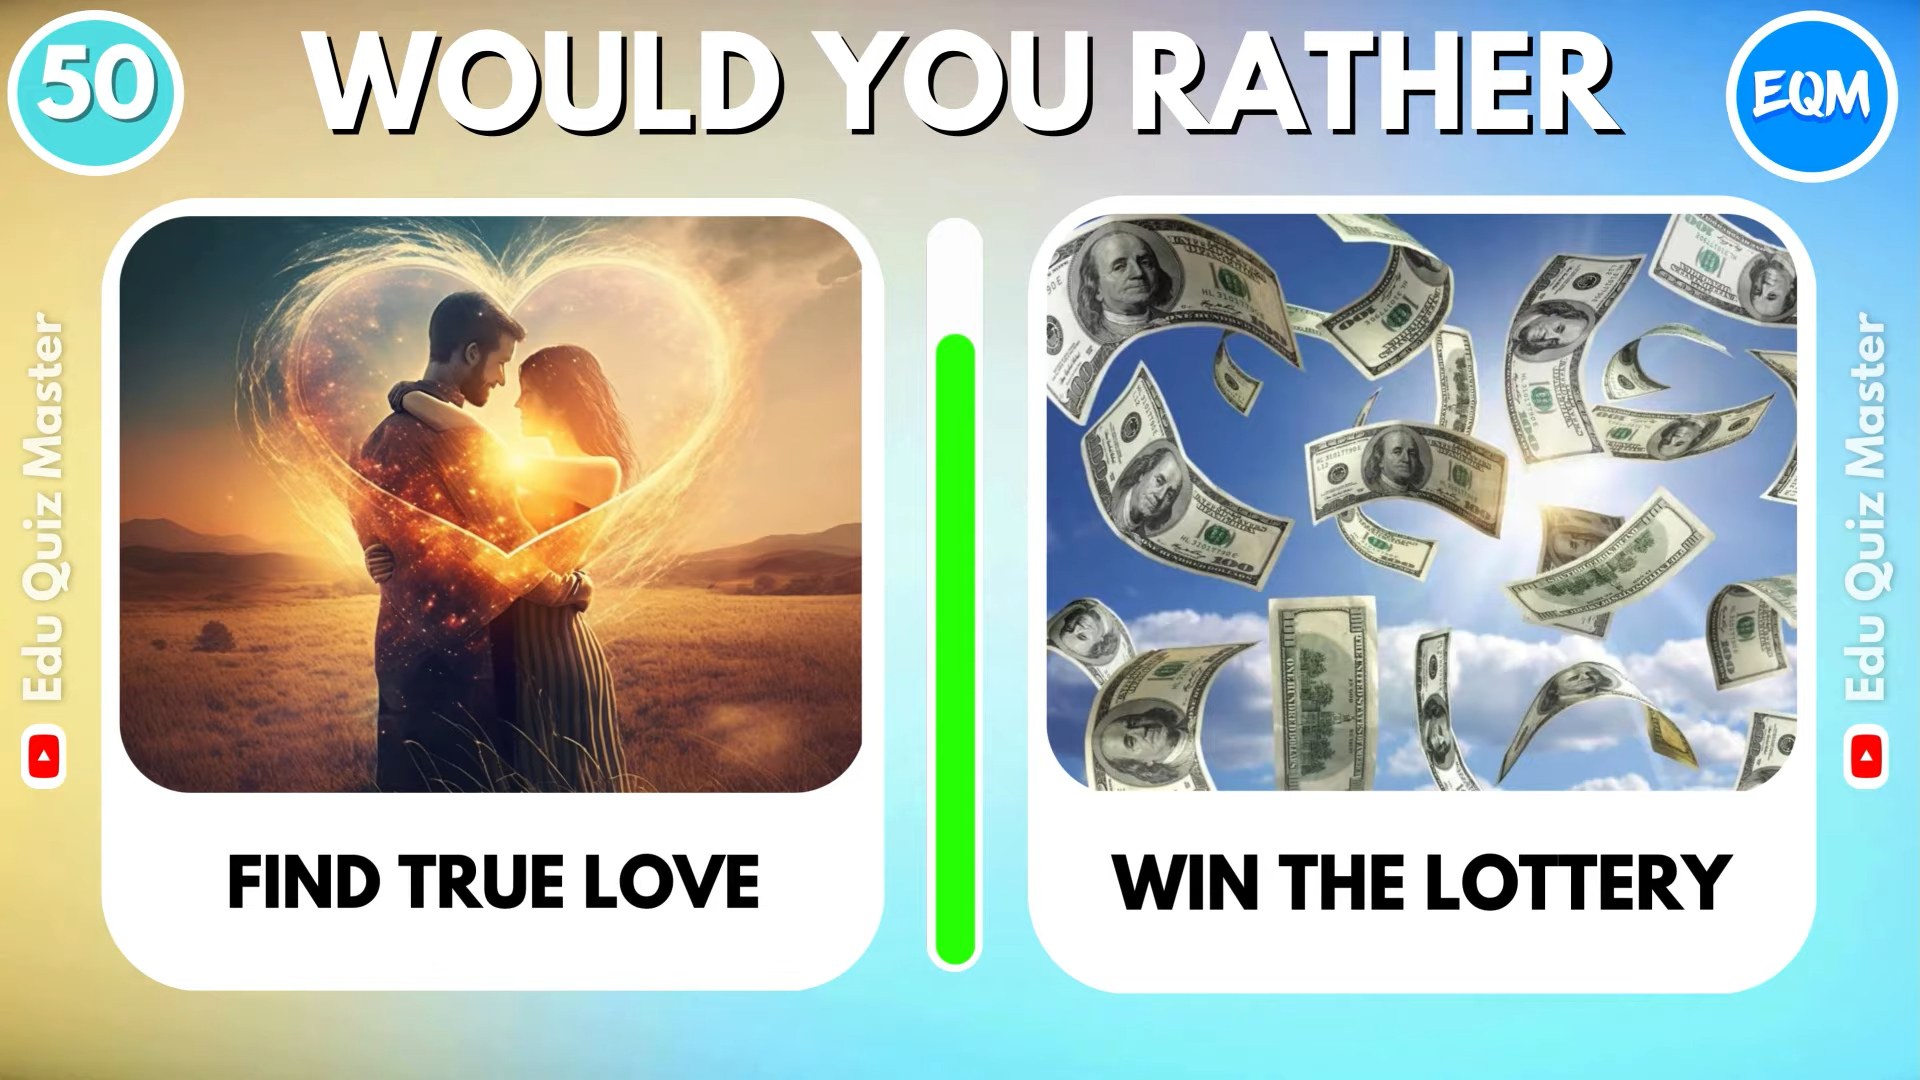 50
WOULD YOU RATHER
EQM
Edu Quiz Master
Edu Quiz Master
FIND TRUE LOVE
WIN THE LOTTERY